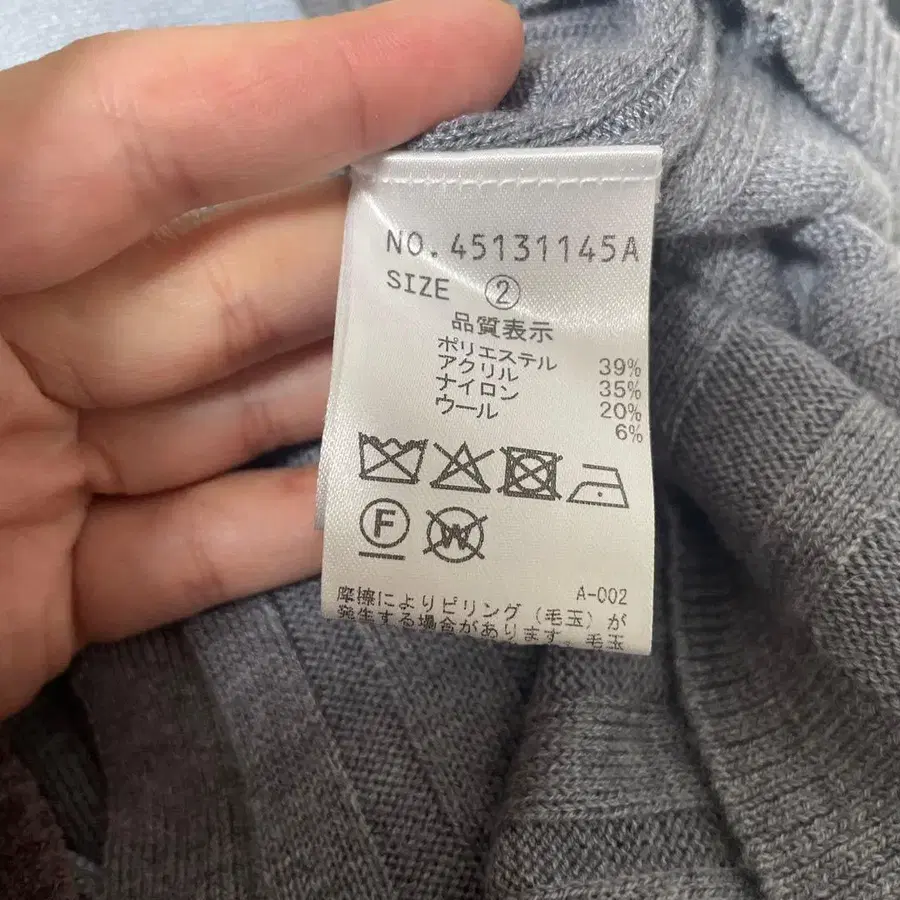 NO.45131145A
SIZE ②
品質表示
ポリエステル 39%
アクリル 35%
ナイロン 20%
ウール 6%
F W
A-002
摩擦によりピリング（毛玉）が
発生する場合があります。毛玉